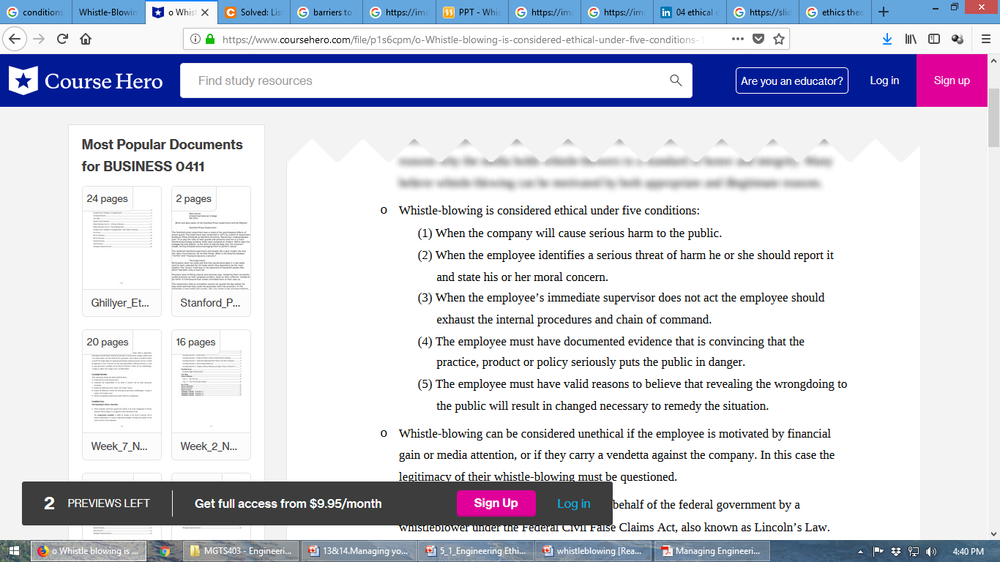 conditions
Whistle-Blowin
o Whist
Solved: Lis
barriers to
https://ima
PPT - Whis
https://ima
https://ima
04 ethical c
https://slid
ethics theo
https://www.coursehero.com/file/p1s6cpm/o-Whistle-blowing-is-considered-ethical-under-five-conditions-
Course Hero
Find study resources
Are you an educator?
Log in
Sign up
Most Popular Documents
for BUSINESS 0411
24 pages
2 pages
Ghillyer_Et...
Stanford_P...
20 pages
16 pages
Week_7_N...
Week_2_N...
o Whistle-blowing is considered ethical under five conditions:
(1) When the company will cause serious harm to the public.
(2) When the employee identifies a serious threat of harm he or she should report it
and state his or her moral concern.
(3) When the employee's immediate supervisor does not act the employee should
exhaust the internal procedures and chain of command.
(4) The employee must have documented evidence that is convincing that the
practice, product or policy seriously puts the public in danger.
(5) The employee must have valid reasons to believe that revealing the wrongdoing to
the public will result in changed necessary to remedy the situation.
o Whistle-blowing can be considered unethical if the employee is motivated by financial
gain or media attention, or if they carry a vendetta against the company. In this case the
legitimacy of their whistle-blowing must be questioned.
behalf of the federal government by a
whistleblower under the Federal Civil False Claims Act, also known as Lincoln's Law.
2 PREVIEWS LEFT
Get full access from $9.95/month
Sign Up
Log in
o Whistle blowing is ...
MGTS403 - Engineeri...
13&14.Managing yo...
5_1_Engineering Ethi...
whistleblowing [Rea...
Managing Engineeri...
4:40 PM